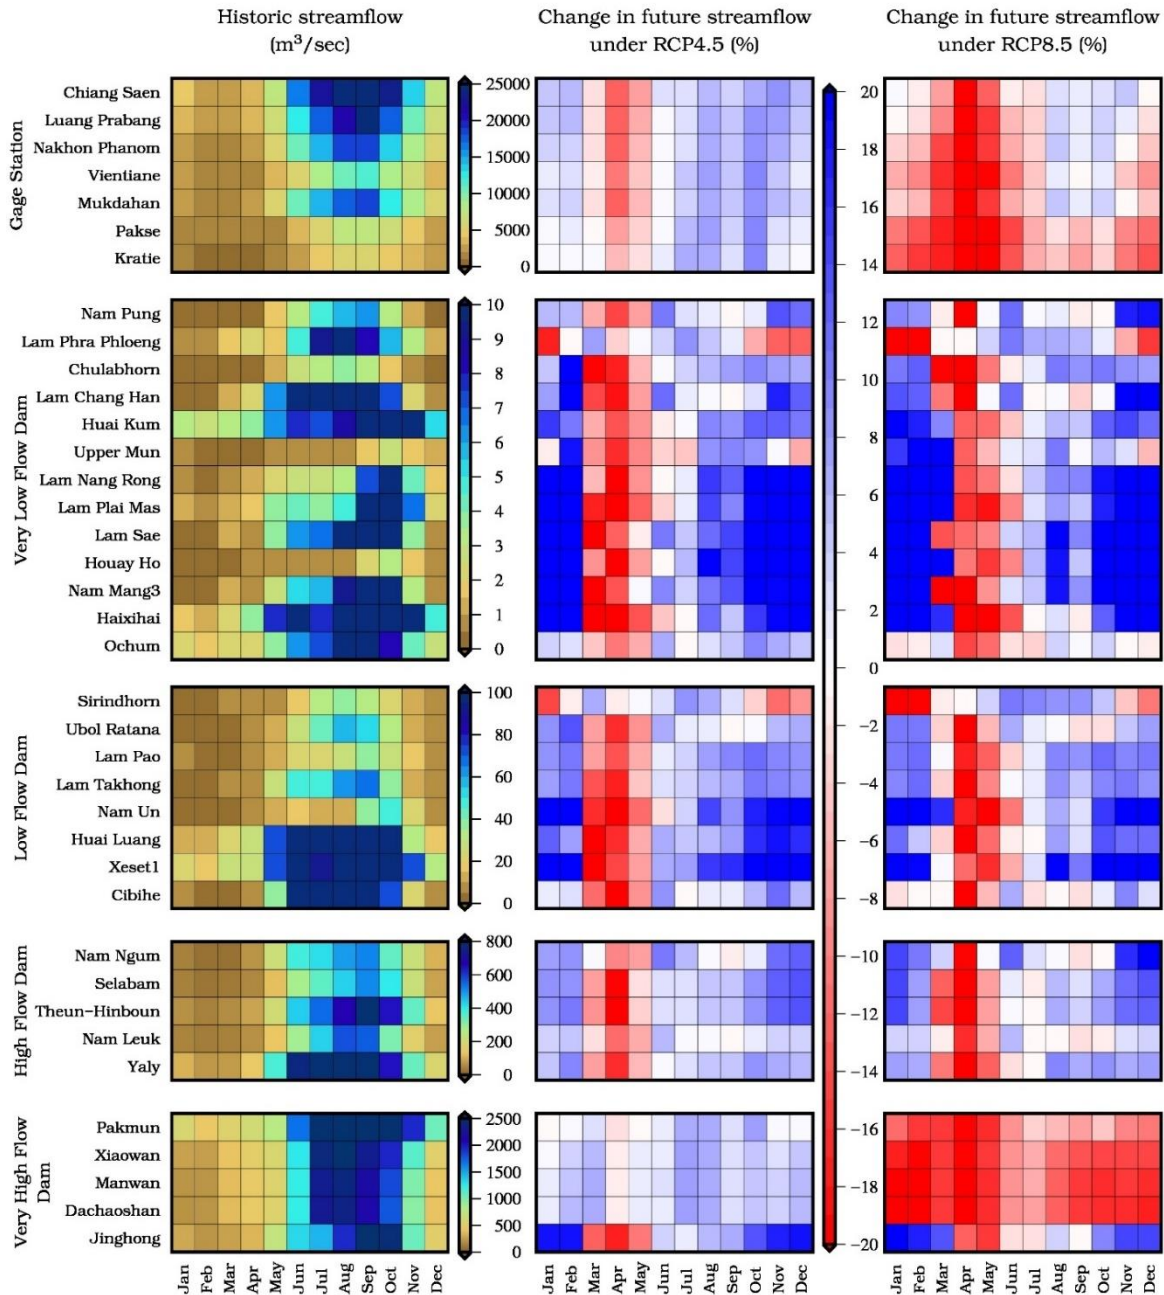 Historic streamflow
(m³/sec)
Change in future streamflow
under RCP4.5 (%)
Change in future streamflow
under RCP8.5 (%)
Gage Station
Chiang Saen
Luang Prabang
Nakhon Phanom
Vientiane
Mukdahan
Pakse
Kratie
25000
20000
15000
10000
5000
0
Very Low Flow Dam
Nam Pung
Lam Phra Phloeng
Chulabhorn
Lam Chang Han
Huai Kum
Upper Mun
Lam Nang Rong
Lam Plai Mas
Lam Sae
Houay Ho
Nam Mang3
Haixihai
Ochum
10
9
8
7
6
5
4
3
2
1
0
Low Flow Dam
Sirindhorn
Ubol Ratana
Lam Pao
Lam Takhong
Nam Un
Huai Luang
Xeset1
Cibihe
100
80
60
40
20
0
High Flow Dam
Nam Ngum
Selabam
Theun-Hinboun
Nam Leuk
Yaly
800
600
400
200
0
Very High Flow
Dam
Pakmun
Xiaowan
Manwan
Dachaoshan
Jinghong
2500
2000
1500
1000
500
0
20
18
16
14
12
10
8
6
4
2
0
-2
-4
-6
-8
-10
-12
-14
-16
-18
-20
Jan
Feb
Mar
Apr
May
Jun
Jul
Aug
Sep
Oct
Nov
Dec
Jan
Feb
Mar
Apr
May
Jun
Jul
Aug
Sep
Oct
Nov
Dec
Jan
Feb
Mar
Apr
May
Jun
Jul
Aug
Sep
Oct
Nov
Dec